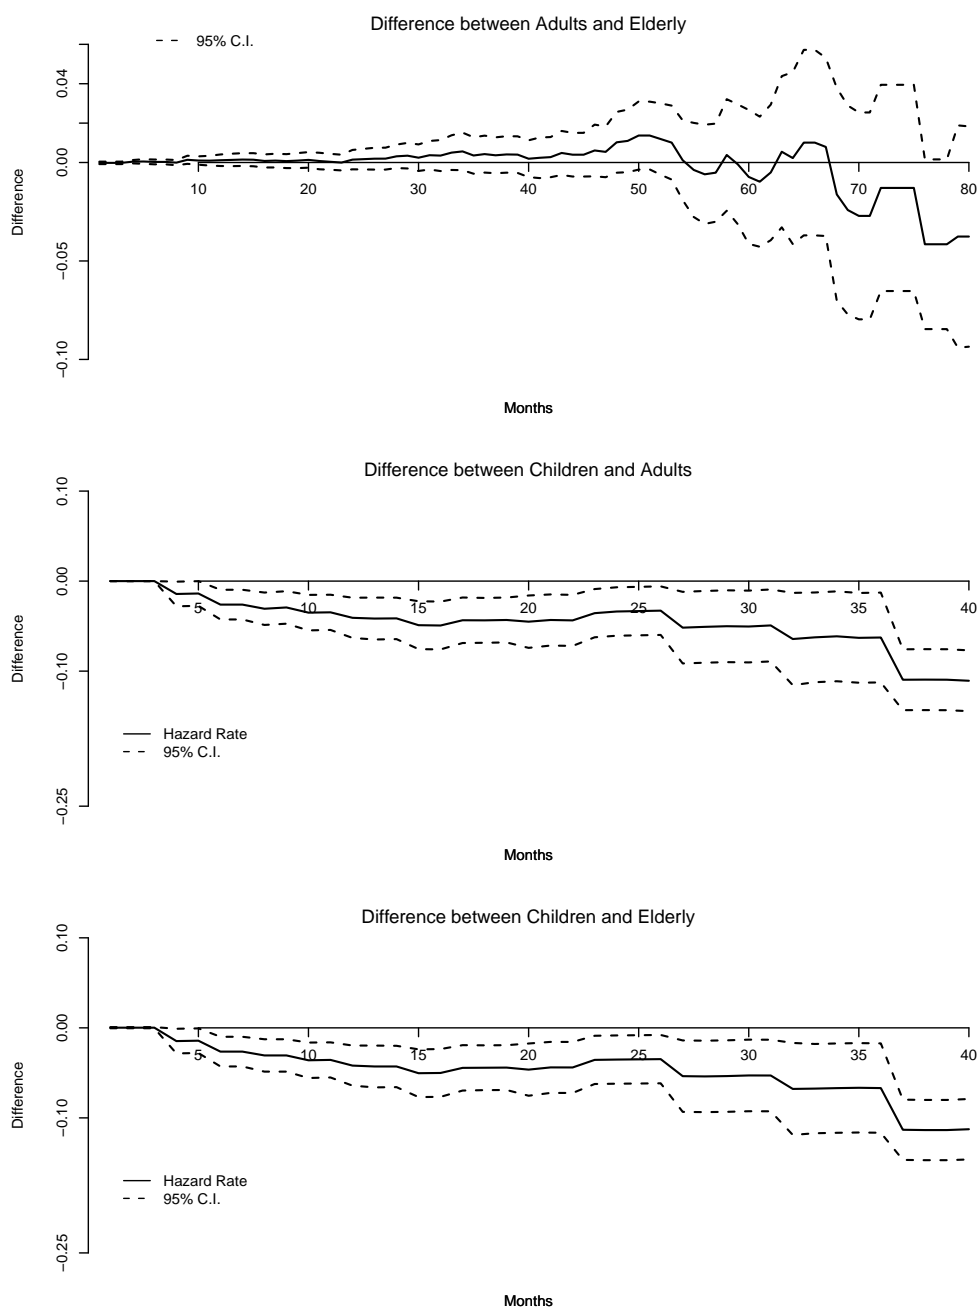 Difference between Adults and Elderly
95% C.I.
0.04
0.00
−0.05
−0.10
Difference
10 20 30 40 50 60 70 80
Months
Difference between Children and Adults
0.10
0.00
−0.10
−0.25
Difference
5 10 15 20 25 30 35 40
Hazard Rate
95% C.I.
Months
Difference between Children and Elderly
0.10
0.00
−0.10
−0.25
Difference
5 10 15 20 25 30 35 40
Hazard Rate
95% C.I.
Months